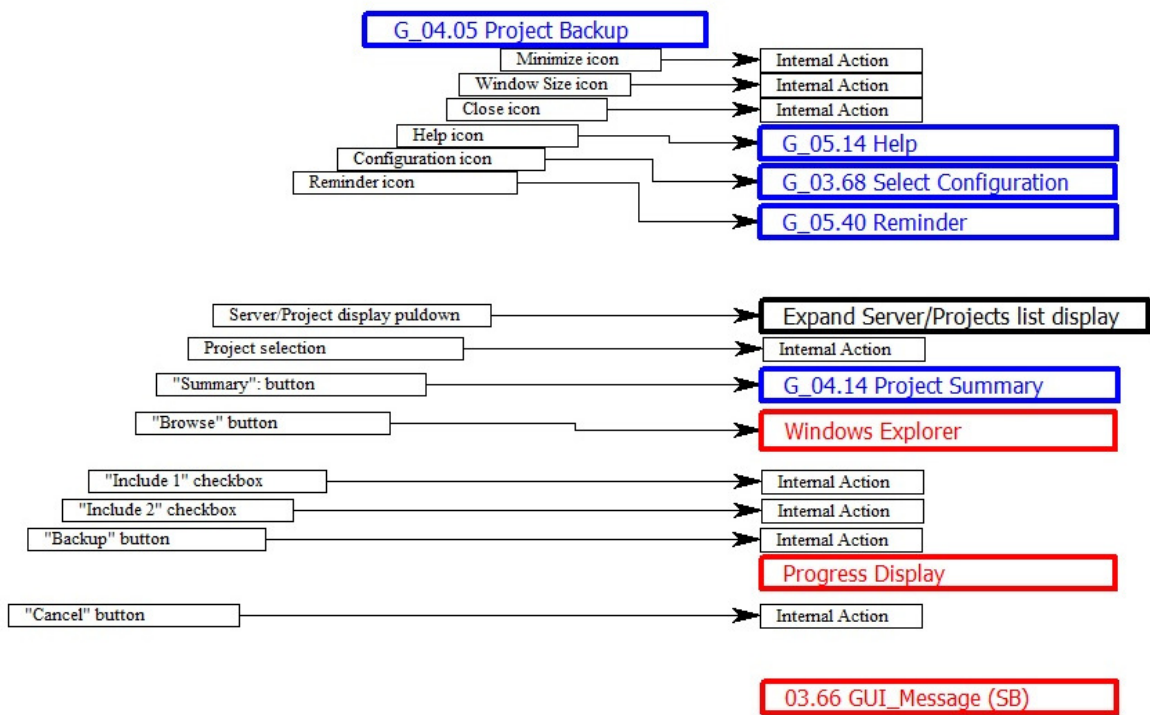 G_04.05 Project Backup
Minimize icon Internal Action
Window Size icon Internal Action
Close icon Internal Action
Help icon G_05.14 Help
Configuration icon G_03.68 Select Configuration
Reminder icon G_05.40 Reminder
Server/Project display puldown Expand Server/Projects list display
Project selection Internal Action
"Summary": button G_04.14 Project Summary
"Browse" button Windows Explorer
"Include 1" checkbox Internal Action
"Include 2" checkbox Internal Action
"Backup" button Internal Action
Progress Display
"Cancel" button Internal Action
03.66 GUI_Message (SB)